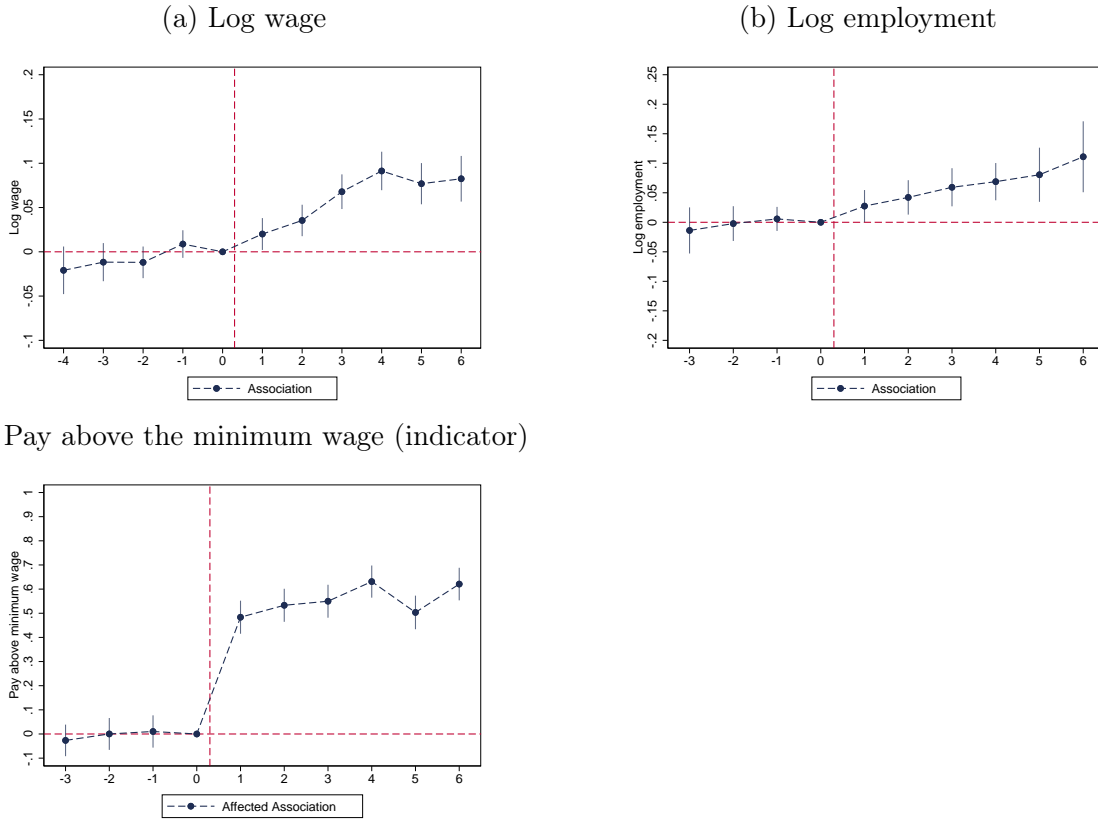 (a) Log wage
Log wage
.2
.15
.1
.05
0
-.05
-.1
-4 -3 -2 -1 0 1 2 3 4 5 6
Association
(b) Log employment
Log employment
.25
.2
.15
.1
.05
0
-.05
-.1
-.15
-.2
-3 -2 -1 0 1 2 3 4 5 6
Association
Pay above the minimum wage (indicator)
Pay above minimum wage
1
.9
.8
.7
.6
.5
.4
.3
.2
.1
0
-.1
-3 -2 -1 0 1 2 3 4 5 6
Affected Association